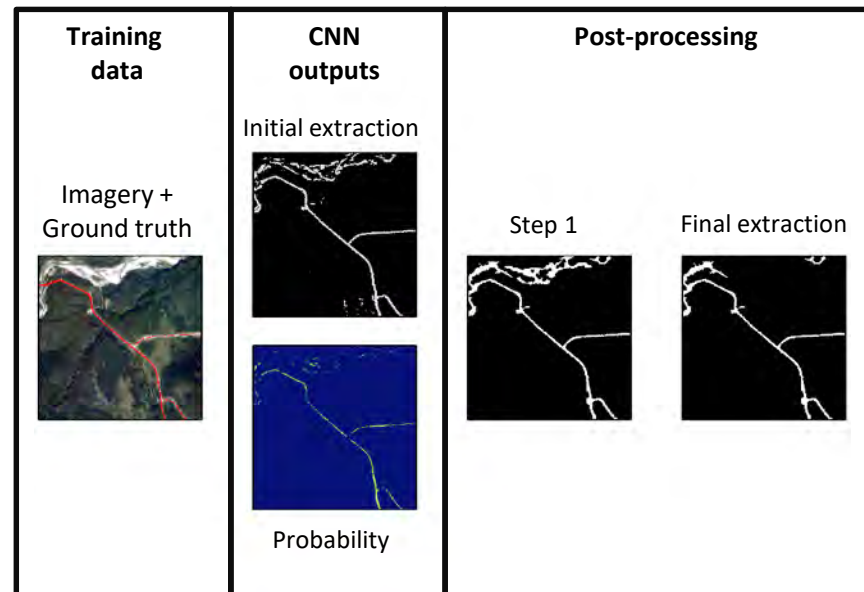 Training
data
CNN
outputs
Post-processing
Initial extraction
Imagery +
Ground truth
Step 1
Final extraction
Probability